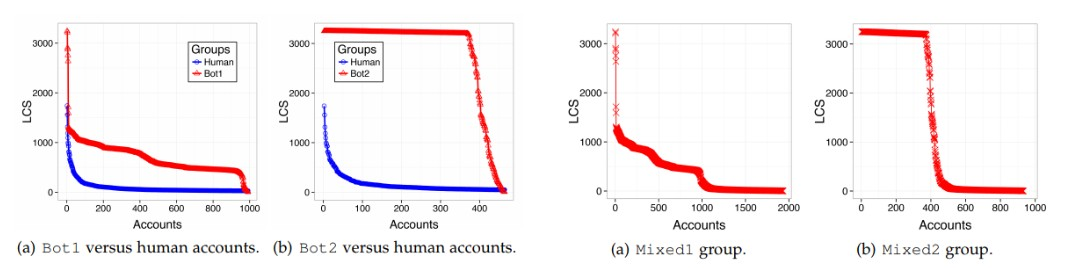 3000
2000
1000
0
LCS
Groups
Human
Bot1
0 200 400 600 800 1000
Accounts
(a) Bot1 versus human accounts.
3000
2000
1000
0
LCS
Groups
Human
Bot2
0 200 400
Accounts
(b) Bot2 versus human accounts.
3000
2000
1000
0
LCS
0 500 1000 1500 2000
Accounts
(a) Mixed1 group.
3000
2000
1000
0
LCS
0 200 400 600 800 1000
Accounts
(b) Mixed2 group.